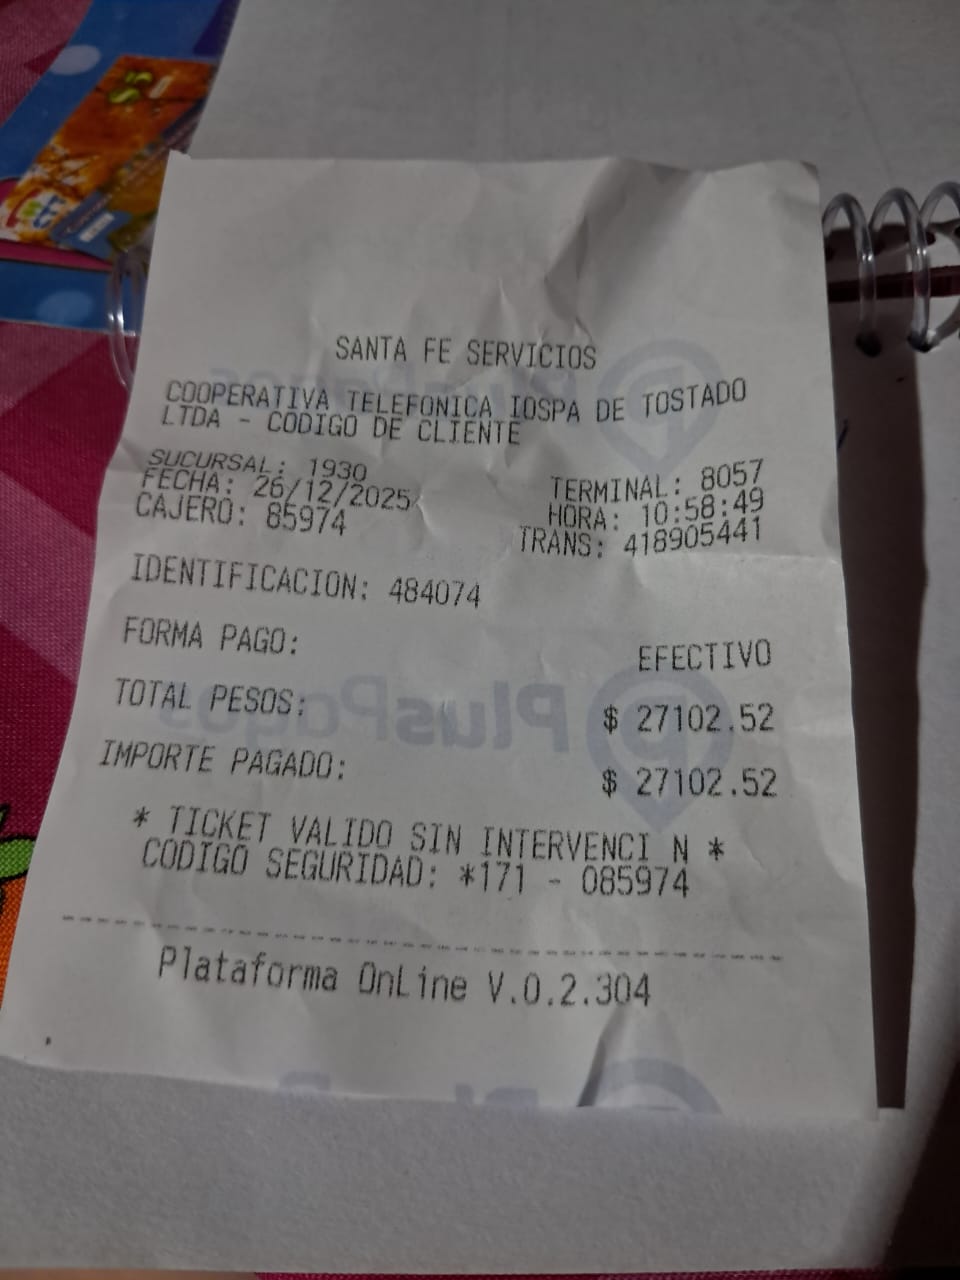 SANTA FE SERVICIOS
COOPERATIVA TELEFONICA IOSPA DE TOSTADO
LTDA - CODIGO DE CLIENTE
SUCURSAL: 1930 TERMINAL: 8057
FECHA: 26/12/2025 HORA: 10:58:49
CAJERO: 85974 TRANS: 418905441
IDENTIFICACION: 484074
FORMA PAGO: EFECTIVO
TOTAL PESOS: $ 27102.52
IMPORTE PAGADO: $ 27102.52
* TICKET VALIDO SIN INTERVENCI N *
CODIGO SEGURIDAD: *171 - 085974
Plataforma OnLine V.0.2.304
PlusPagos
PlusPagos